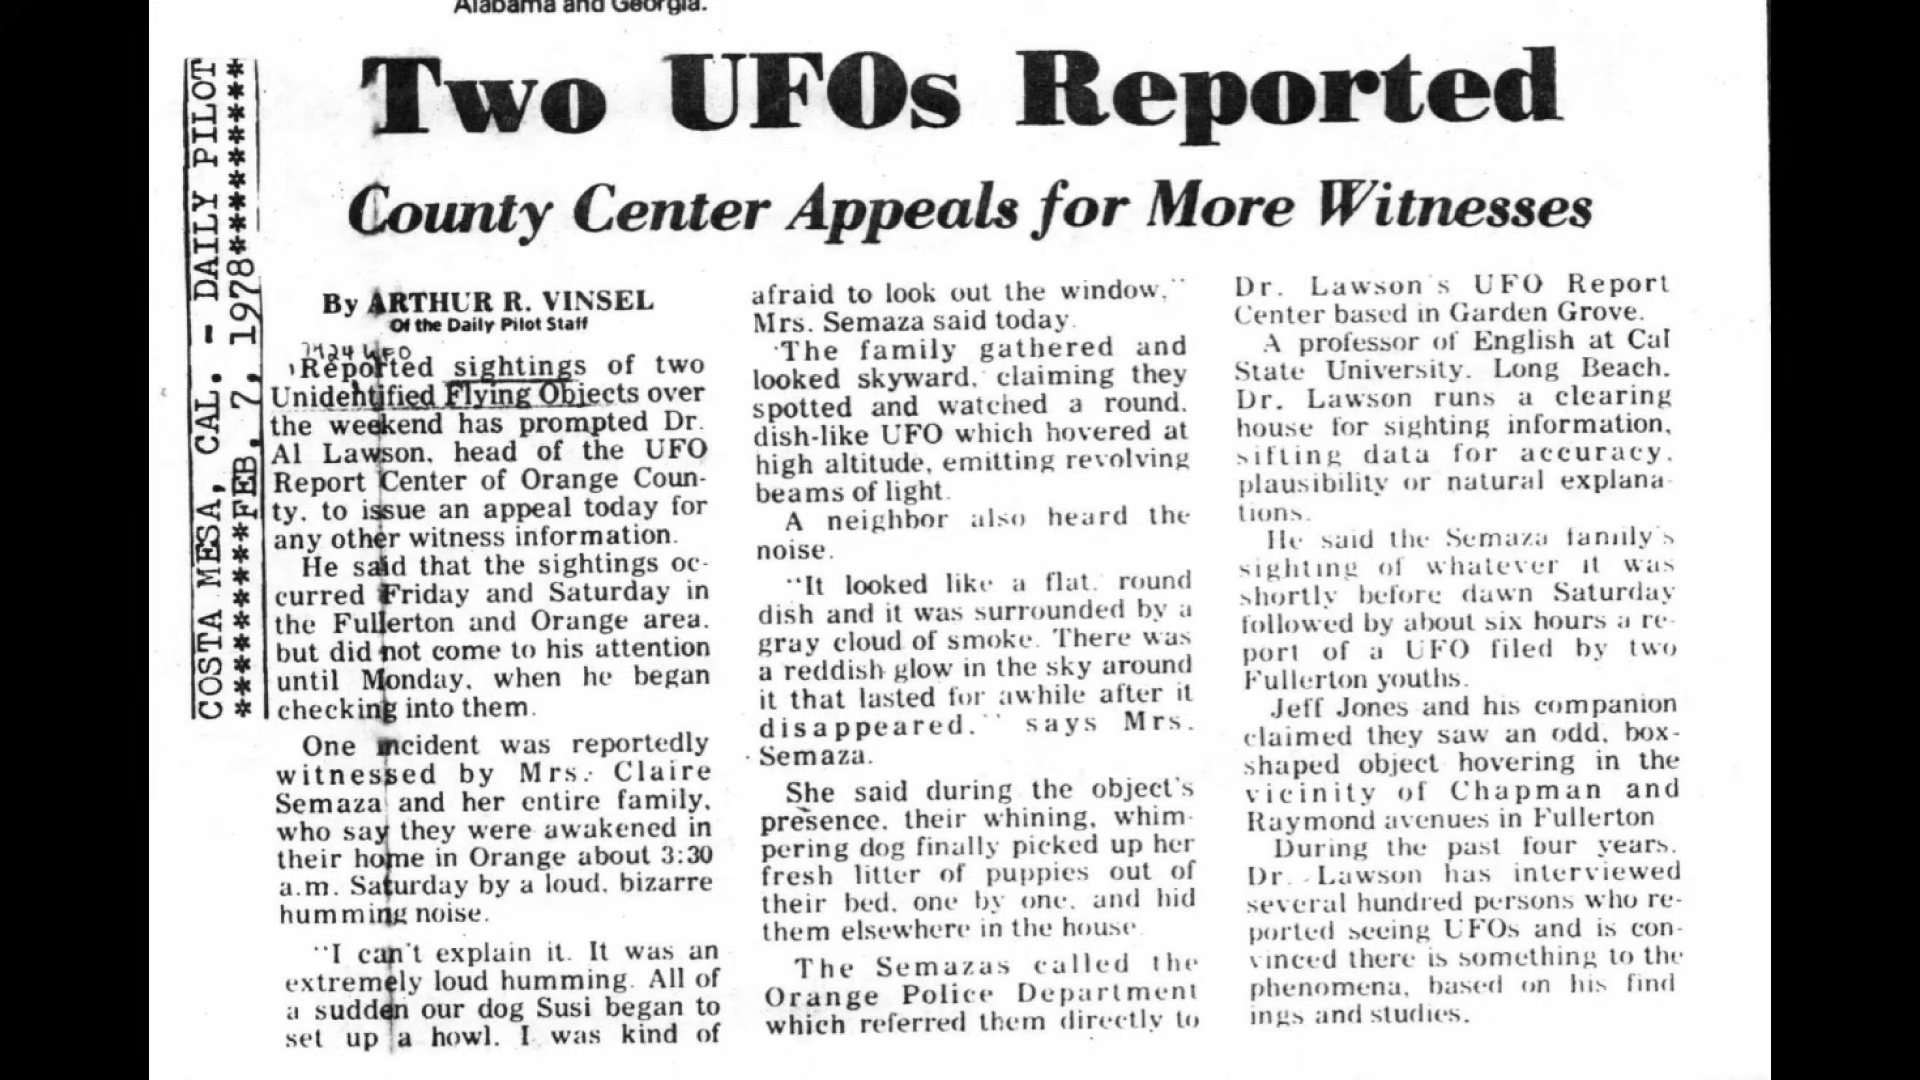 Alabama and Georgia.
COSTA MESA, CAL. - DAILY PILOT
******FEB. 7, 1978*********
Two UFOs Reported
County Center Appeals for More Witnesses
By ARTHUR R. VINSEL
Of the Daily Pilot Staff
UFO
Reported sightings of two
Unidentified Flying Objects over
the weekend has prompted Dr.
Al Lawson, head of the UFO
Report Center of Orange Coun-
ty, to issue an appeal today for
any other witness information.
He said that the sightings oc-
curred Friday and Saturday in
the Fullerton and Orange area,
but did not come to his attention
until Monday, when he began
checking into them.
One incident was reportedly
witnessed by Mrs. Claire
Semaza and her entire family,
who say they were awakened in
their home in Orange about 3:30
a.m. Saturday by a loud, bizarre
humming noise.
"I can't explain it. It was an
extremely loud humming. All of
a sudden our dog Susi began to
set up a howl. I was kind of
afraid to look out the window,"
Mrs. Semaza said today.
The family gathered and
looked skyward, claiming they
spotted and watched a round,
dish-like UFO which hovered at
high altitude, emitting revolving
beams of light.
A neighbor also heard the
noise.
"It looked like a flat, round
dish and it was surrounded by a
gray cloud of smoke. There was
a reddish glow in the sky around
it that lasted for awhile after it
disappeared," says Mrs.
Semaza.
She said during the object's
presence, their whining, whim-
pering dog finally picked up her
fresh litter of puppies out of
their bed, one by one, and hid
them elsewhere in the house.
The Semazas called the
Orange Police Department
which referred them directly to
Dr. Lawson's UFO Report
Center based in Garden Grove.
A professor of English at Cal
State University, Long Beach,
Dr. Lawson runs a clearing
house for sighting information,
sifting data for accuracy,
plausibility or natural explana-
tions.
He said the Semaza family's
sighting of whatever it was
shortly before dawn Saturday
followed by about six hours a re-
port of a UFO filed by two
Fullerton youths.
Jeff Jones and his companion
claimed they saw an odd, box-
shaped object hovering in the
vicinity of Chapman and
Raymond avenues in Fullerton
During the past four years,
Dr. Lawson has interviewed
several hundred persons who re-
ported seeing UFOs and is con-
vinced there is something to the
phenomena, based on his find
ings and studies.